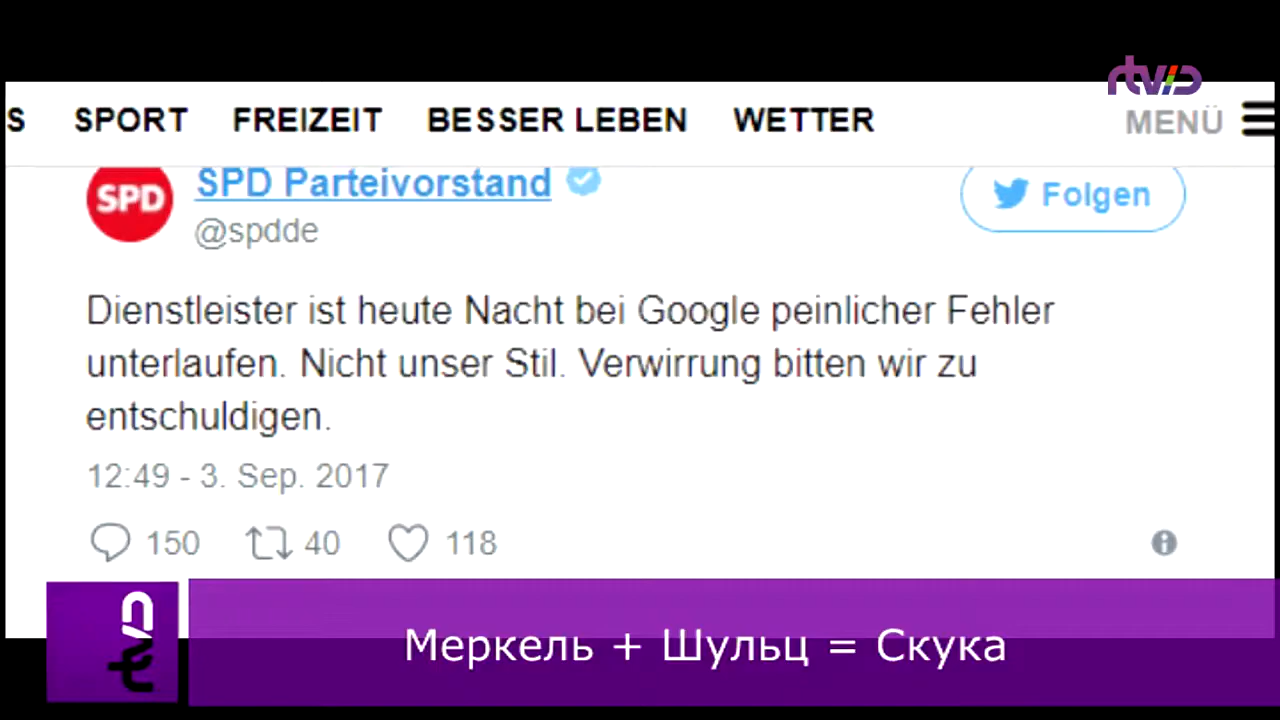 rtvD
S SPORT FREIZEIT BESSER LEBEN WETTER MENÜ
SPD SPD Parteivorstand Folgen
@spdde
Dienstleister ist heute Nacht bei Google peinlicher Fehler
unterlaufen. Nicht unser Stil. Verwirrung bitten wir zu
entschuldigen.
12:49 - 3. Sep. 2017
150 40 118
rtvD
Меркель + Шульц = Скука